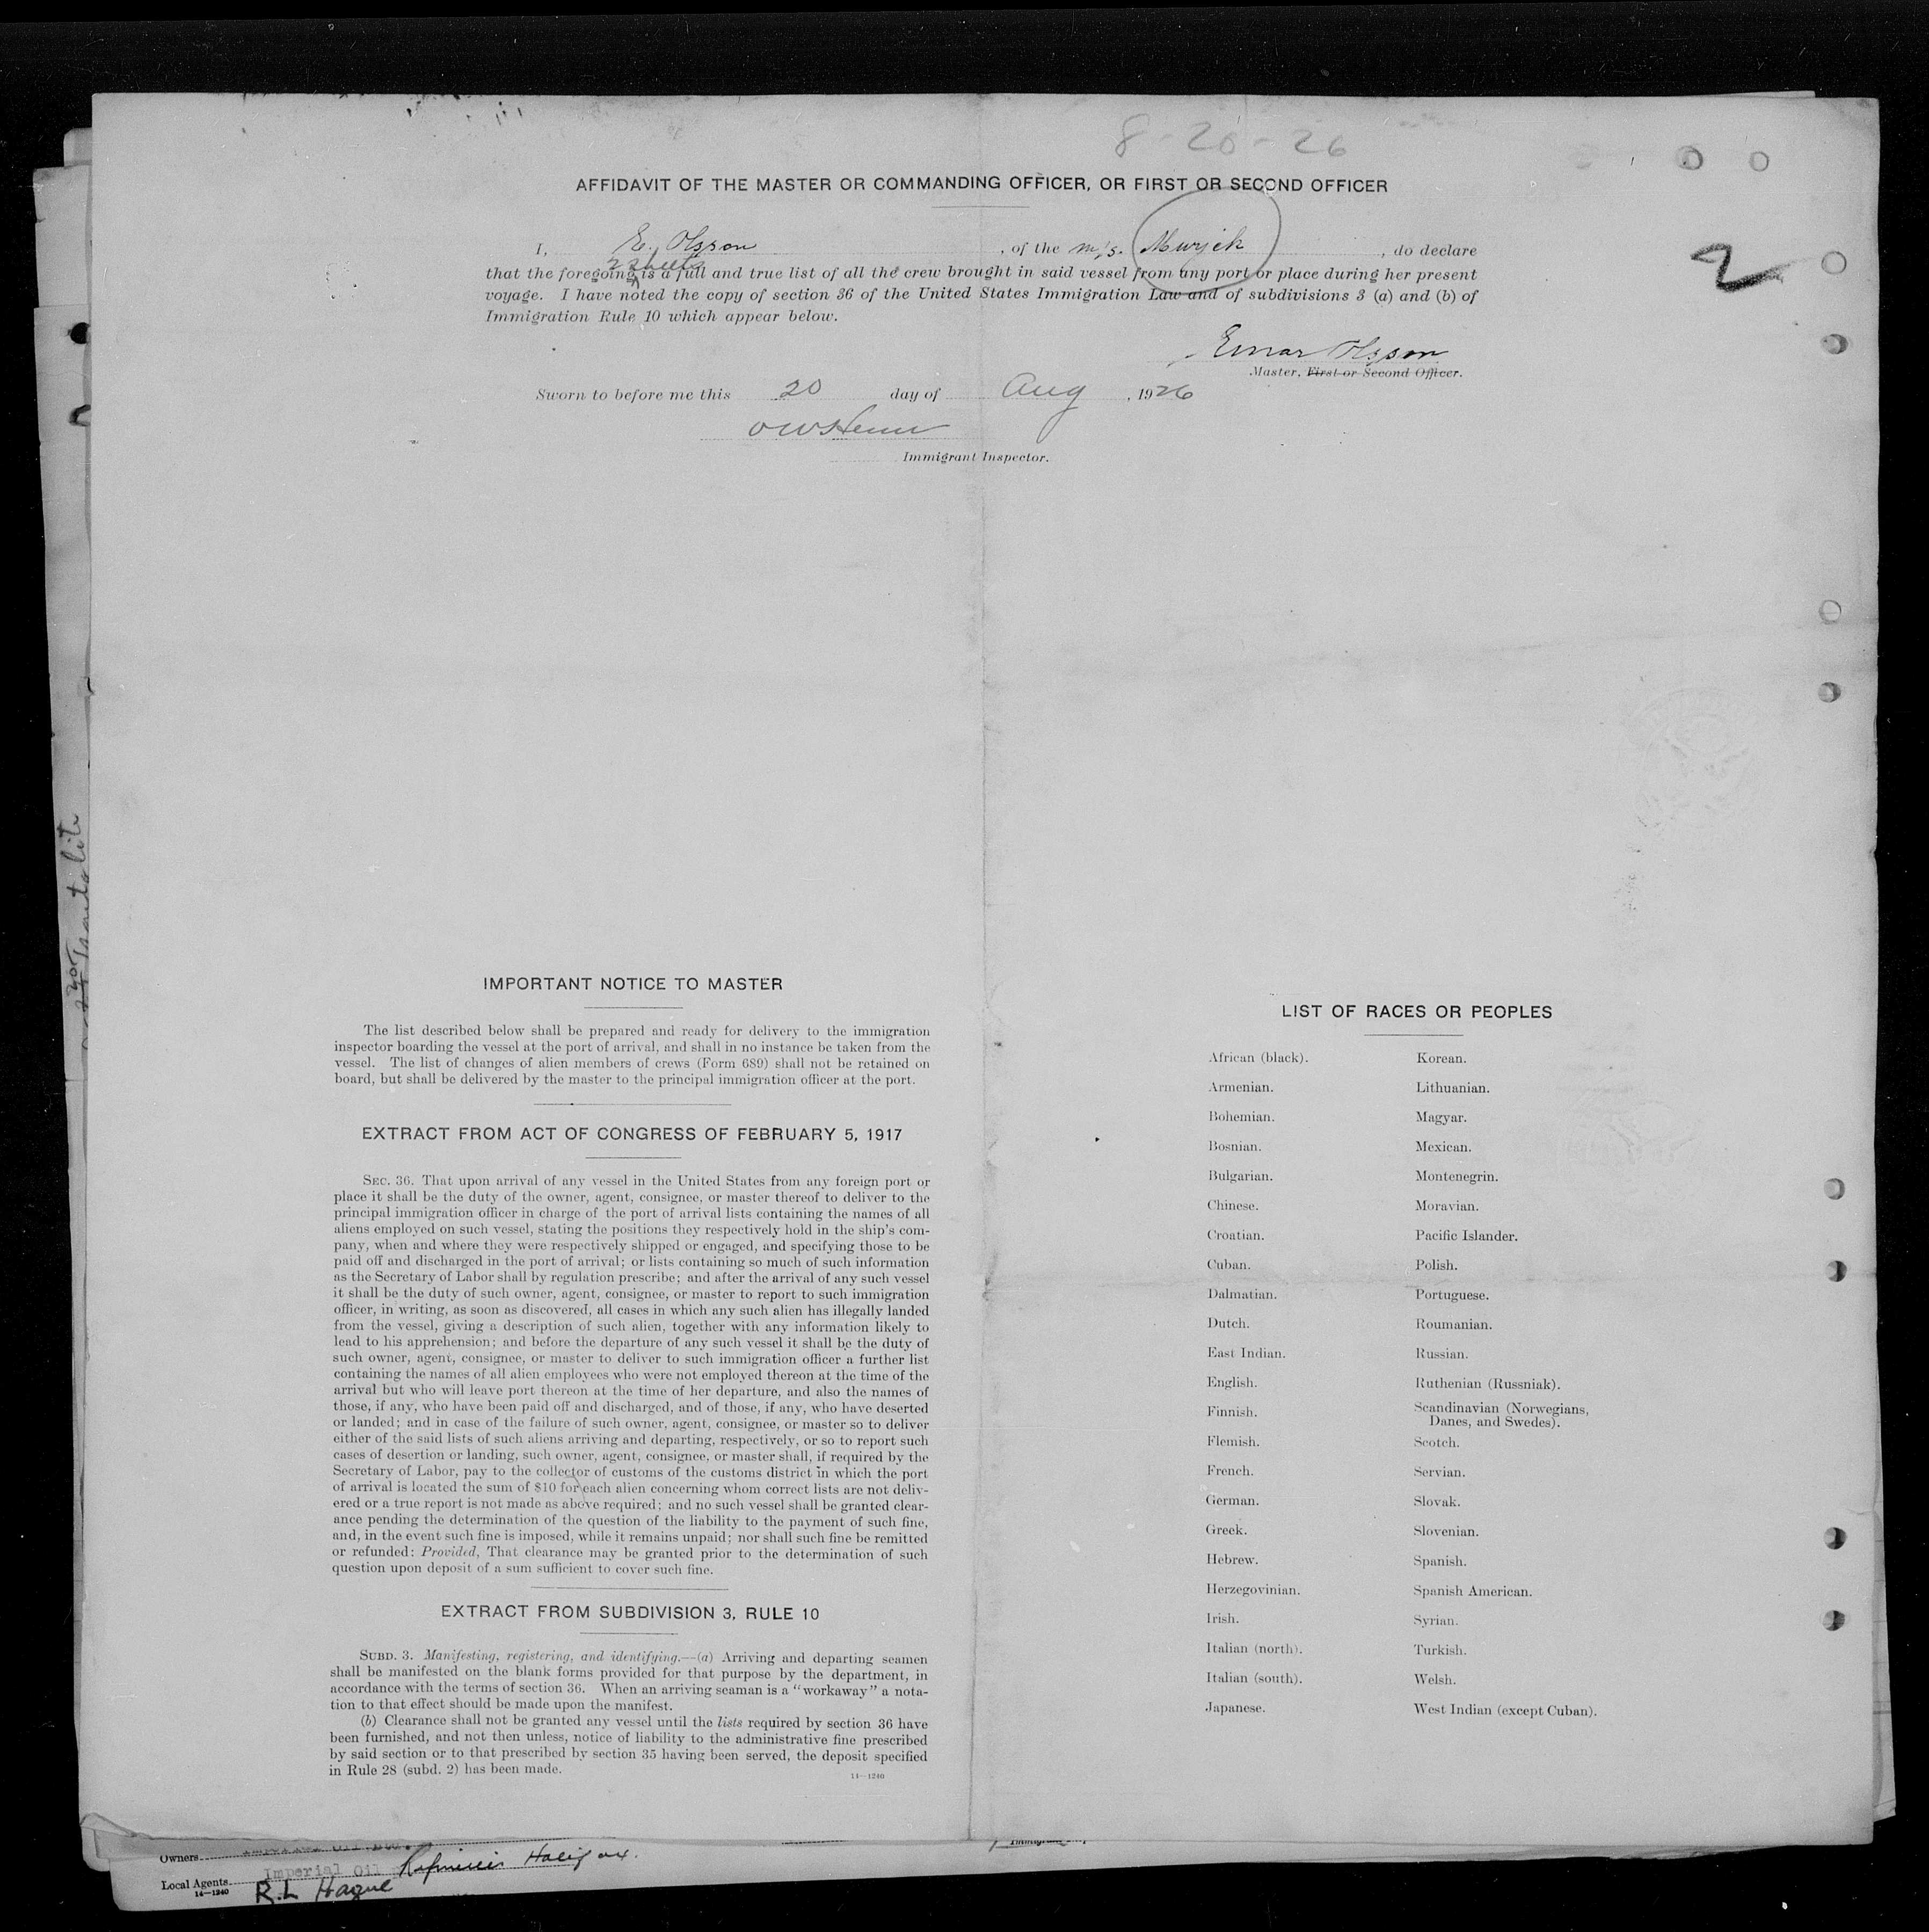 8-20-26
AFFIDAVIT OF THE MASTER OR COMMANDING OFFICER, OR FIRST OR SECOND OFFICER
I, E. Olsson, of the m/s. Murjek, do declare
2 sheets
that the foregoing is a full and true list of all the crew brought in said vessel from any port or place during her present
voyage. I have noted the copy of section 36 of the United States Immigration Law and of subdivisions 3 (a) and (b) of
Immigration Rule 10 which appear below.
2
Einar Olsson
Master, First or Second Officer.
Sworn to before me this 20 day of Aug, 1926
Immigrant Inspector.
IMPORTANT NOTICE TO MASTER
The list described below shall be prepared and ready for delivery to the immigration
inspector boarding the vessel at the port of arrival, and shall in no instance be taken from the
vessel. The list of changes of alien members of crews (Form 689) shall not be retained on
board, but shall be delivered by the master to the principal immigration officer at the port.
EXTRACT FROM ACT OF CONGRESS OF FEBRUARY 5, 1917
SEC. 36. That upon arrival of any vessel in the United States from any foreign port or
place it shall be the duty of the owner, agent, consignee, or master thereof to deliver to the
principal immigration officer in charge of the port of arrival lists containing the names of all
aliens employed on such vessel, stating the positions they respectively hold in the ship's com-
pany, when and where they were respectively shipped or engaged, and specifying those to be
paid off and discharged in the port of arrival; or lists containing so much of such information
as the Secretary of Labor shall by regulation prescribe; and after the arrival of any such vessel
it shall be the duty of such owner, agent, consignee, or master to report to such immigration
officer, in writing, as soon as discovered, all cases in which any such alien has illegally landed
from the vessel, giving a description of such alien, together with any information likely to
lead to his apprehension; and before the departure of any such vessel it shall be the duty of
such owner, agent, consignee, or master to deliver to such immigration officer a further list
containing the names of all alien employees who were not employed thereon at the time of the
arrival but who will leave port thereon at the time of her departure, and also the names of
those, if any, who have been paid off and discharged, and of those, if any, who have deserted
or landed; and in case of the failure of such owner, agent, consignee, or master so to deliver
either of the said lists of such aliens arriving and departing, respectively, or so to report such
cases of desertion or landing, such owner, agent, consignee, or master shall, if required by the
Secretary of Labor, pay to the collector of customs of the customs district in which the port
of arrival is located the sum of $10 for each alien concerning whom correct lists are not deliv-
ered or a true report is not made as above required; and no such vessel shall be granted clear-
ance pending the determination of the question of the liability to the payment of such fine,
and, in the event such fine is imposed, while it remains unpaid; nor shall such fine be remitted
or refunded: Provided, That clearance may be granted prior to the determination of such
question upon deposit of a sum sufficient to cover such fine.
EXTRACT FROM SUBDIVISION 3, RULE 10
SUBD. 3. Manifesting, registering, and identifying.—(a) Arriving and departing seamen
shall be manifested on the blank forms provided for that purpose by the department, in
accordance with the terms of section 36. When an arriving seaman is a "workaway" a nota-
tion to that effect should be made upon the manifest.
(b) Clearance shall not be granted any vessel until the lists required by section 36 have
been furnished, and not then unless, notice of liability to the administrative fine prescribed
by said section or to that prescribed by section 35 having been served, the deposit specified
in Rule 28 (subd. 2) has been made.
14—1240
LIST OF RACES OR PEOPLES
African (black).
Armenian.
Bohemian.
Bosnian.
Bulgarian.
Chinese.
Croatian.
Cuban.
Dalmatian.
Dutch.
East Indian.
English.
Finnish.
Flemish.
French.
German.
Greek.
Hebrew.
Herzegovinian.
Irish.
Italian (north).
Italian (south).
Japanese.
Korean.
Lithuanian.
Magyar.
Mexican.
Montenegrin.
Moravian.
Pacific Islander.
Polish.
Portuguese.
Roumanian.
Russian.
Ruthenian (Russniak).
Scandinavian (Norwegians,
Danes, and Swedes).
Scotch.
Servian.
Slovak.
Slovenian.
Spanish.
Spanish American.
Syrian.
Turkish.
Welsh.
West Indian (except Cuban).
Owners
Imperial Oil Halifax.
Local Agents
R.L Hague
14—1240